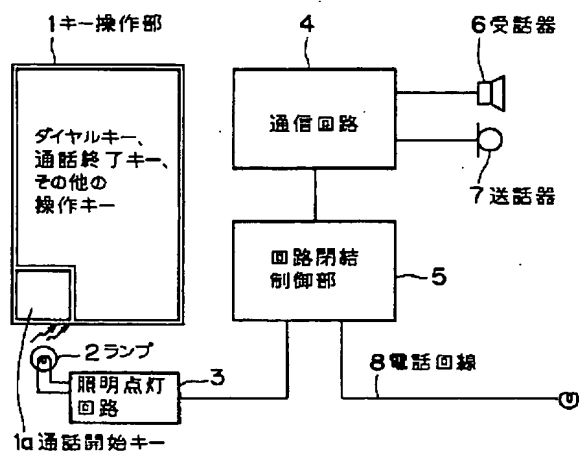 1キー操作部
4
6受話器
ダイヤルキー、
通話終了キー、
その他の
操作キー
通信回路
7送話器
回路閉結
制御部
5
2ランプ
照明点灯
回路
3
8電話回線
1a通話開始キー